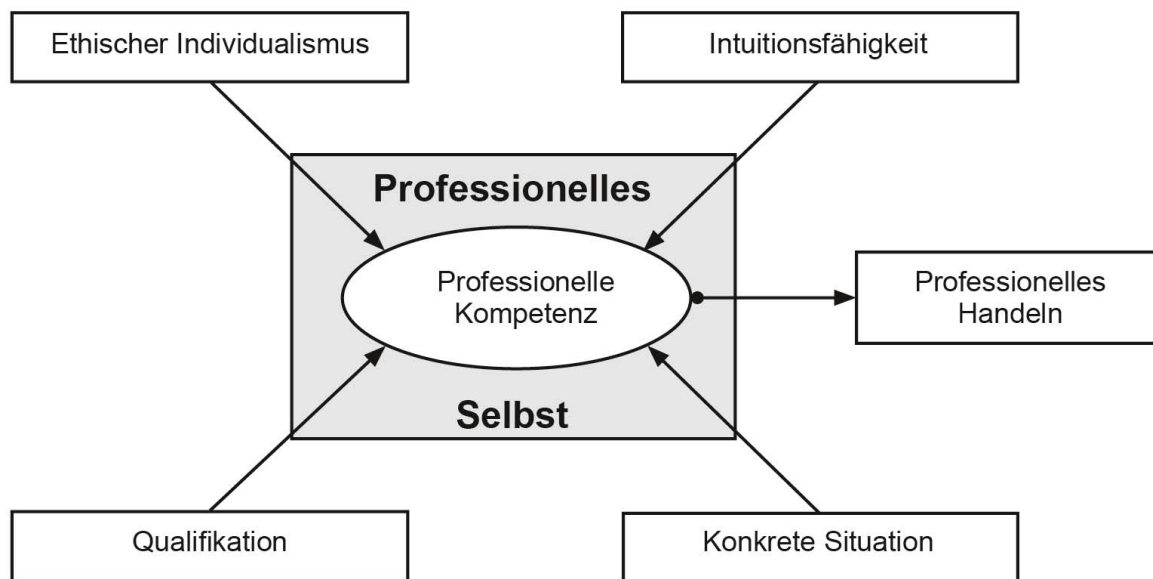 Ethischer Individualismus
Intuitionsfähigkeit
Professionelles
Professionelle
Kompetenz
Professionelles
Handeln
Selbst
Qualifikation
Konkrete Situation